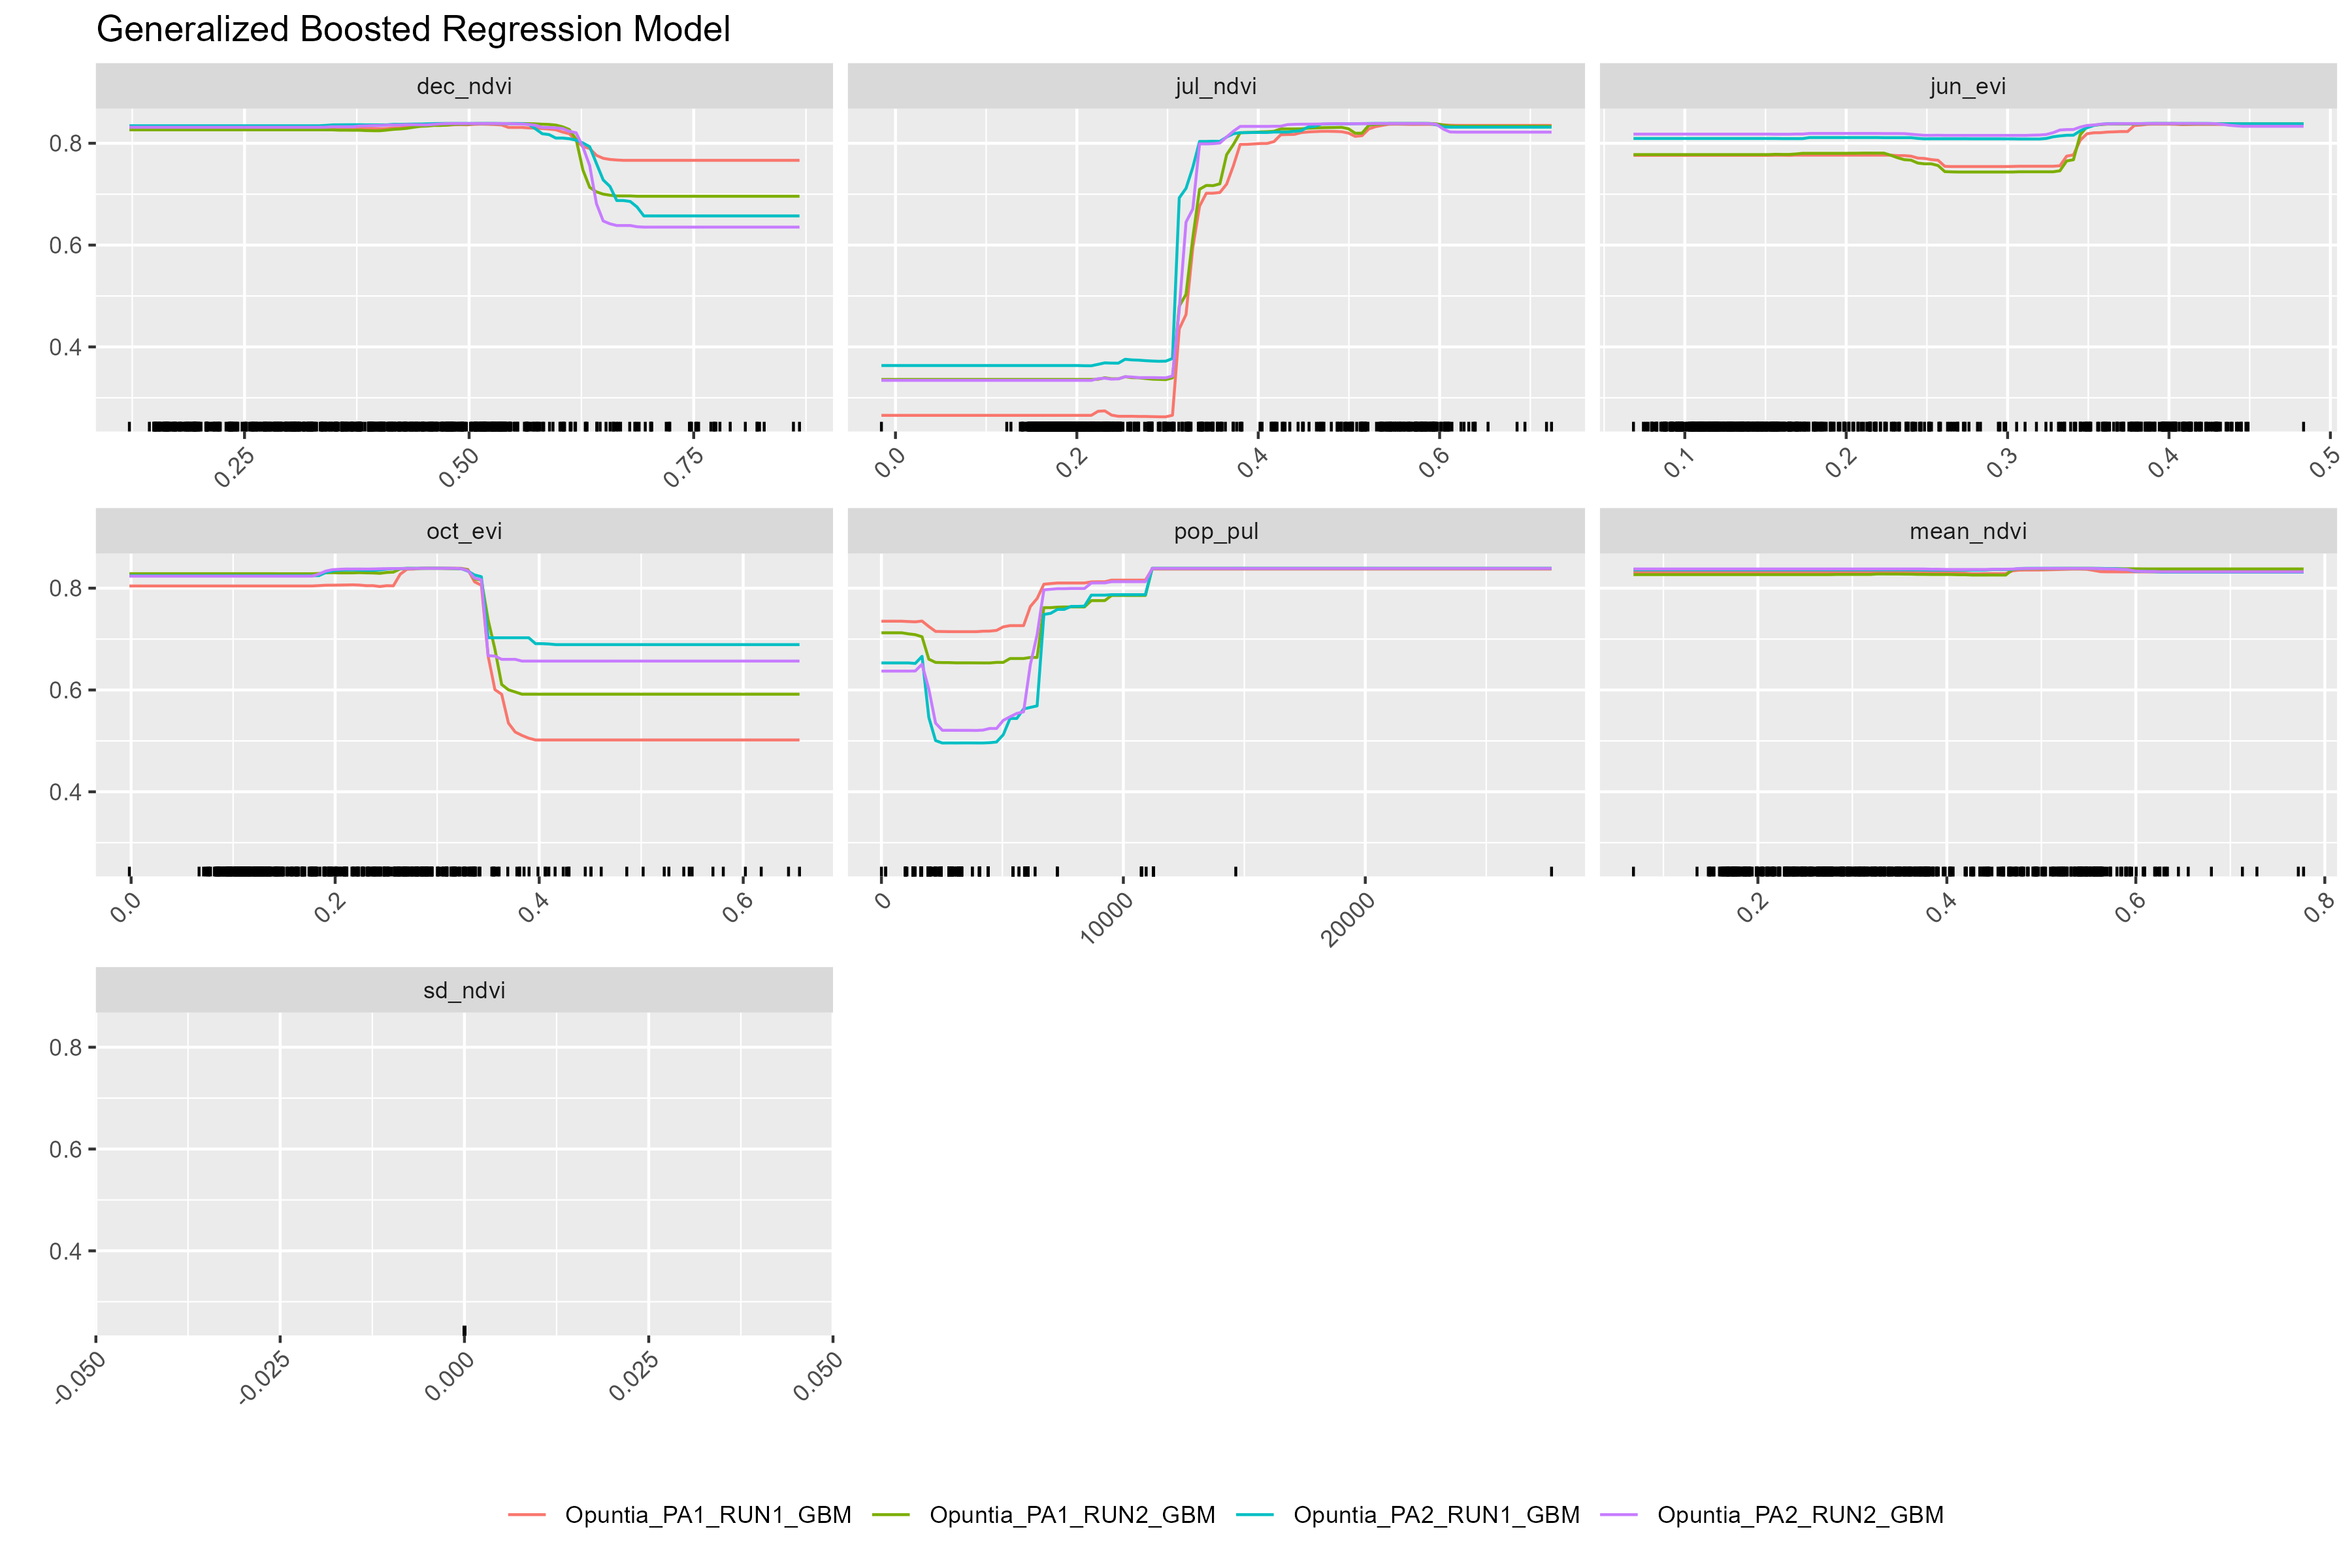 Generalized Boosted Regression Model
dec_ndvi jul_ndvi jun_evi
0.8
0.6
0.4
0.25 0.50 0.75 0.0 0.2 0.4 0.6 0.1 0.2 0.3 0.4 0.5
oct_evi pop_pul mean_ndvi
0.8
0.6
0.4
0.0 0.2 0.4 0.6 0 10000 20000 0.2 0.4 0.6 0.8
sd_ndvi
0.8
0.6
0.4
-0.050 -0.025 0.000 0.025 0.050
Opuntia_PA1_RUN1_GBM Opuntia_PA1_RUN2_GBM Opuntia_PA2_RUN1_GBM Opuntia_PA2_RUN2_GBM